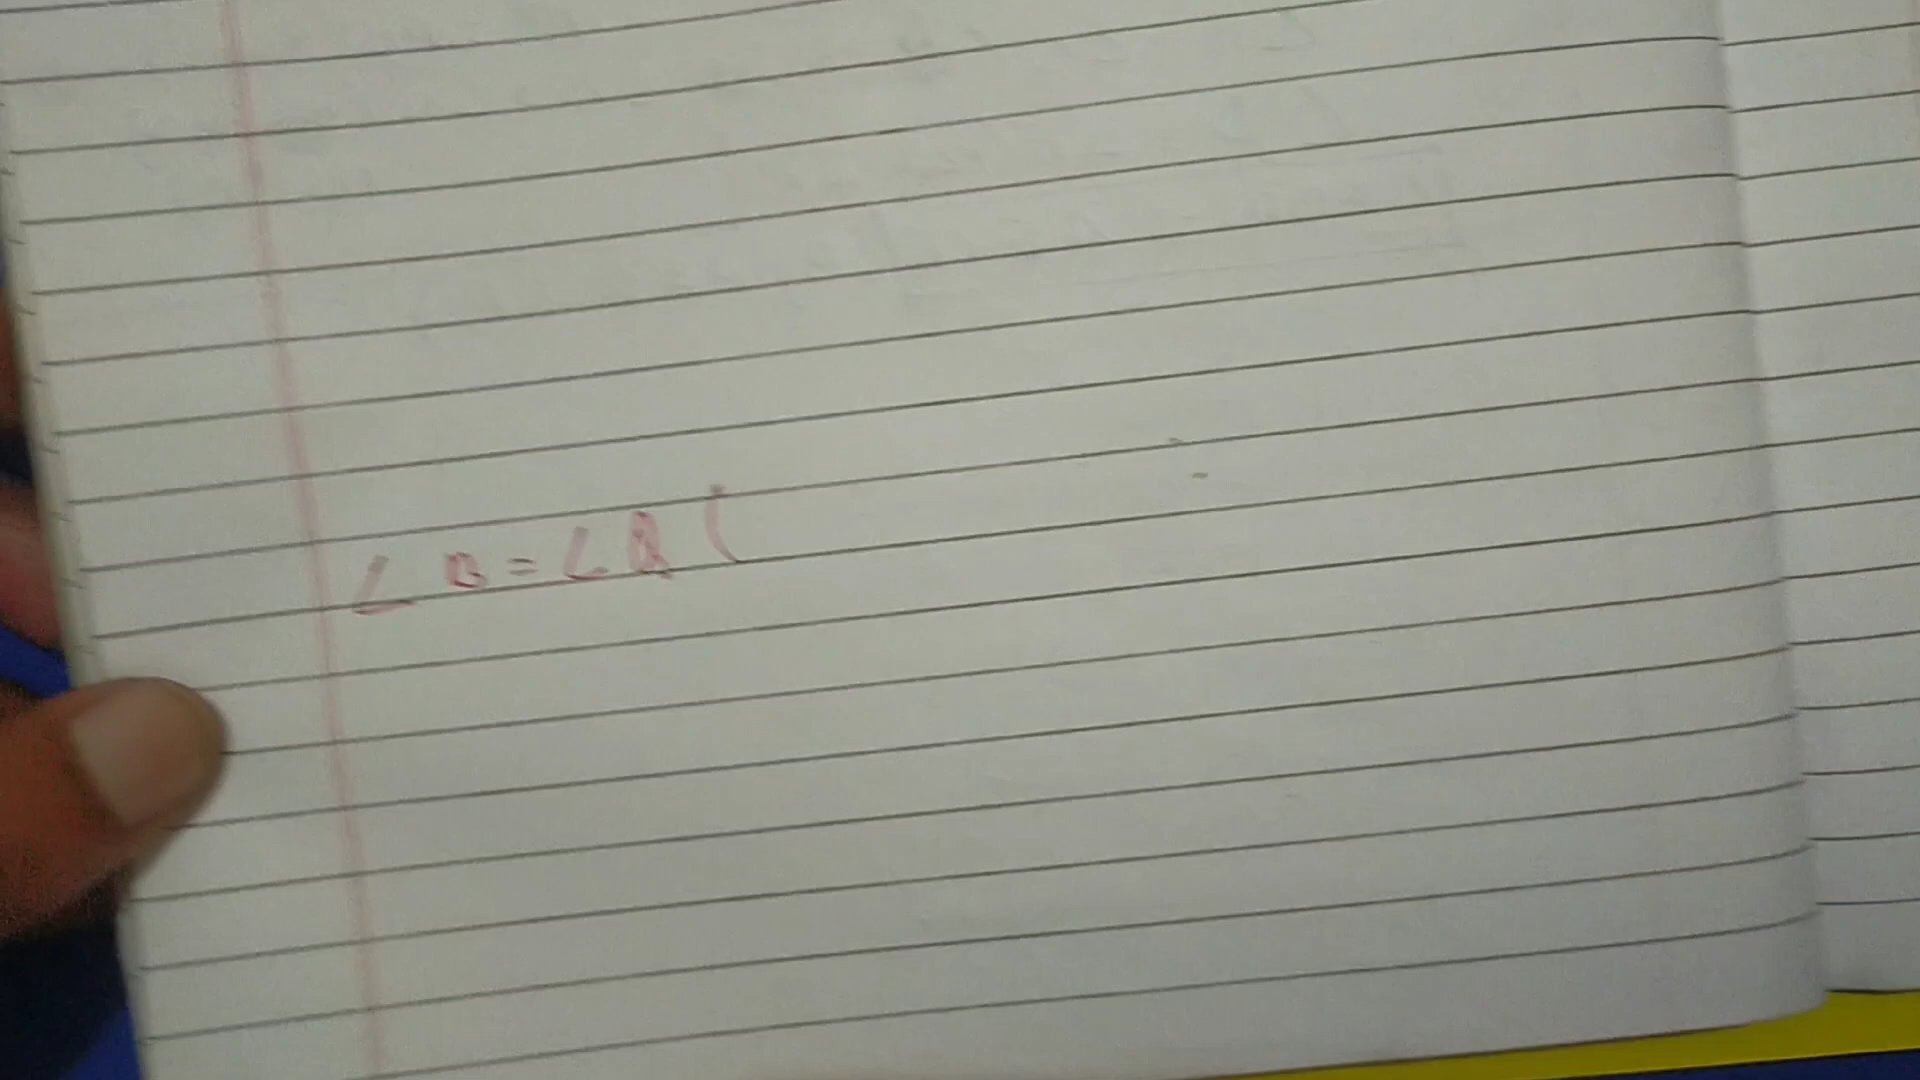 ∠ B = ∠ Q (